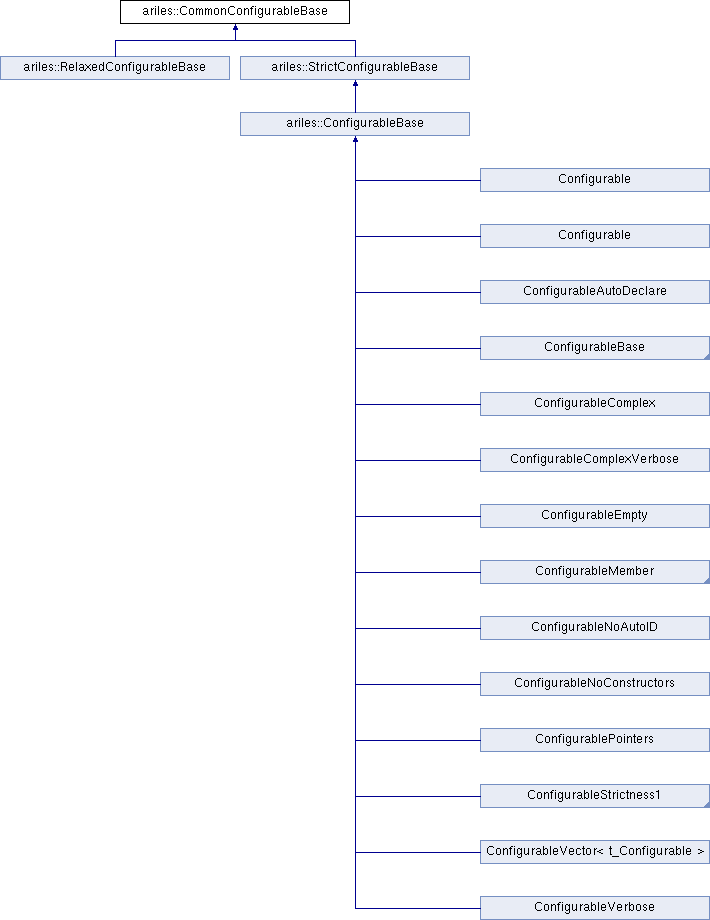 ariles::CommonConfigurableBase
ariles::RelaxedConfigurableBase
ariles::StrictConfigurableBase
ariles::ConfigurableBase
Configurable
Configurable
ConfigurableAutoDeclare
ConfigurableBase
ConfigurableComplex
ConfigurableComplexVerbose
ConfigurableEmpty
ConfigurableMember
ConfigurableNoAutoID
ConfigurableNoConstructors
ConfigurablePointers
ConfigurableStrictness1
ConfigurableVector< t_Configurable >
ConfigurableVerbose